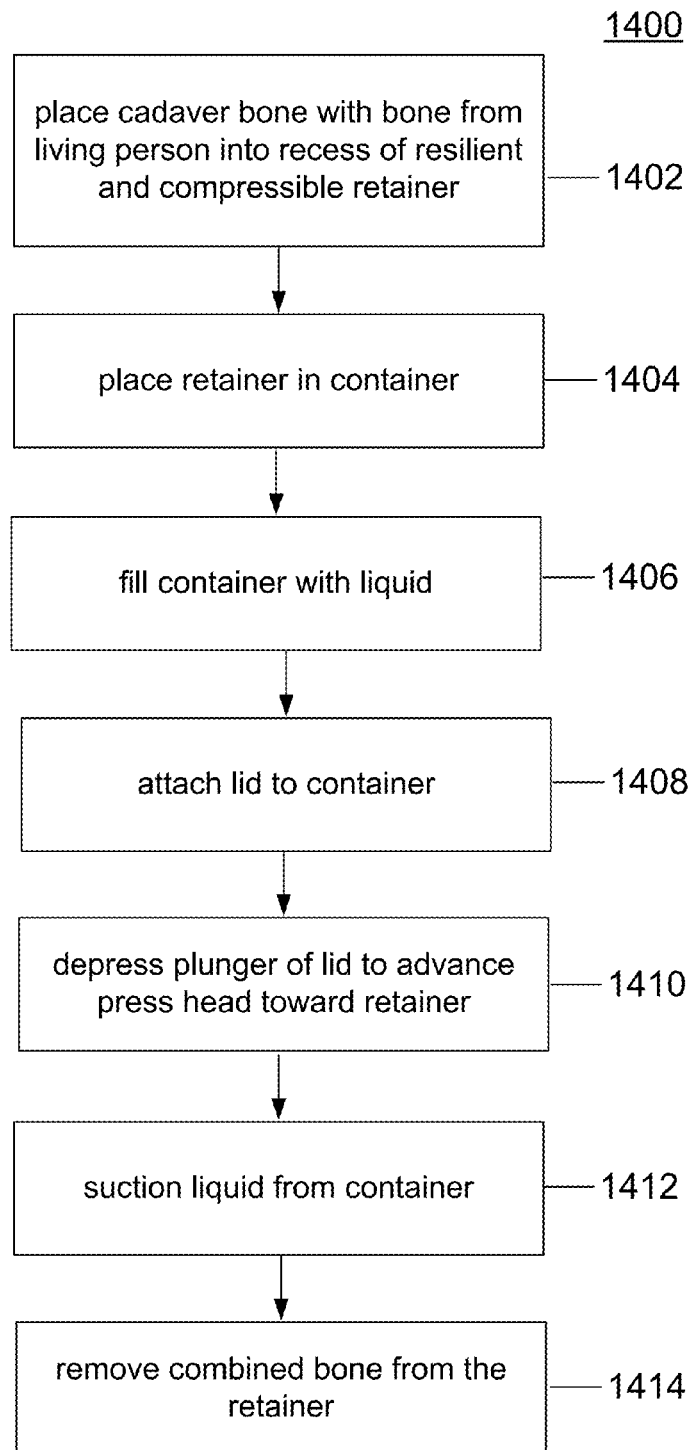 1400
place cadaver bone with bone from
living person into recess of resilient
and compressible retainer
1402
place retainer in container
1404
fill container with liquid
1406
attach lid to container
1408
depress plunger of lid to advance
press head toward retainer
1410
suction liquid from container
1412
remove combined bone from the
retainer
1414